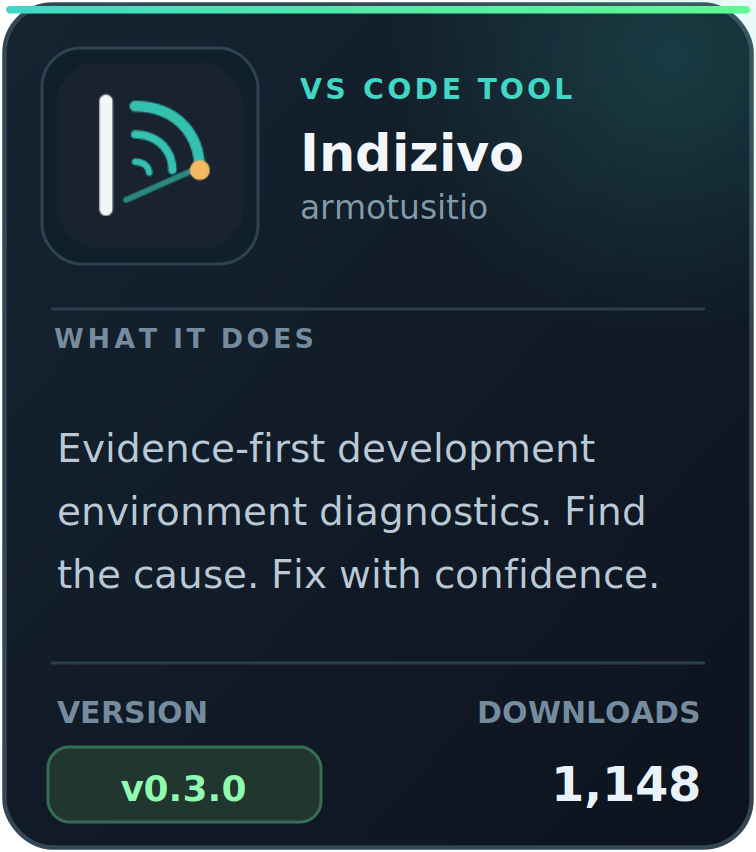 VS CODE TOOL
Indizivo
armotusitio
WHAT IT DOES
Evidence-first development
environment diagnostics. Find
the cause. Fix with confidence.
VERSION
DOWNLOADS
v0.3.0
1,148